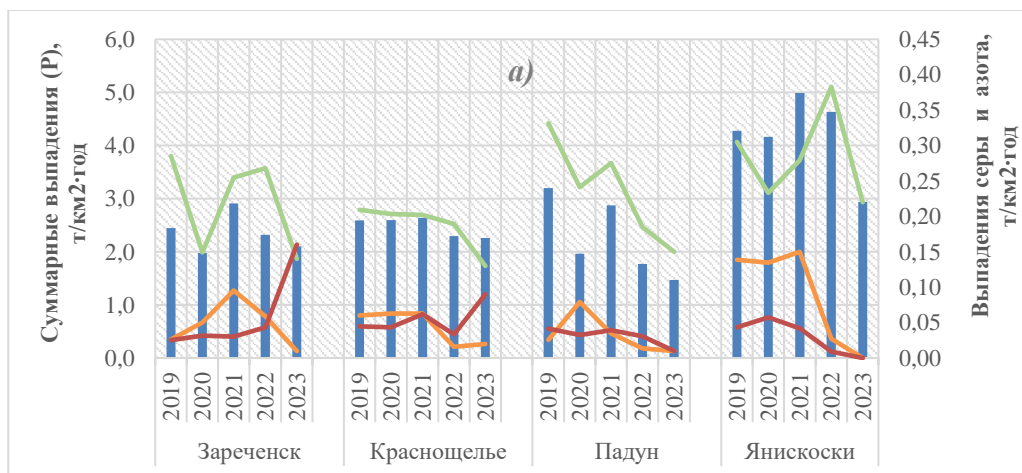 Суммарные выпадения (P),
т/км2·год
6,0
5,0
4,0
3,0
2,0
1,0
0,0
а)
0,45
0,40
0,35
0,30
0,25
0,20
0,15
0,10
0,05
0,00
Выпадения серы и азота,
т/км2·год
2019 2020 2021 2022 2023 2019 2020 2021 2022 2023 2019 2020 2021 2022 2023 2019 2020 2021 2022 2023
Зареченск Краснощелье Падун Янискоски